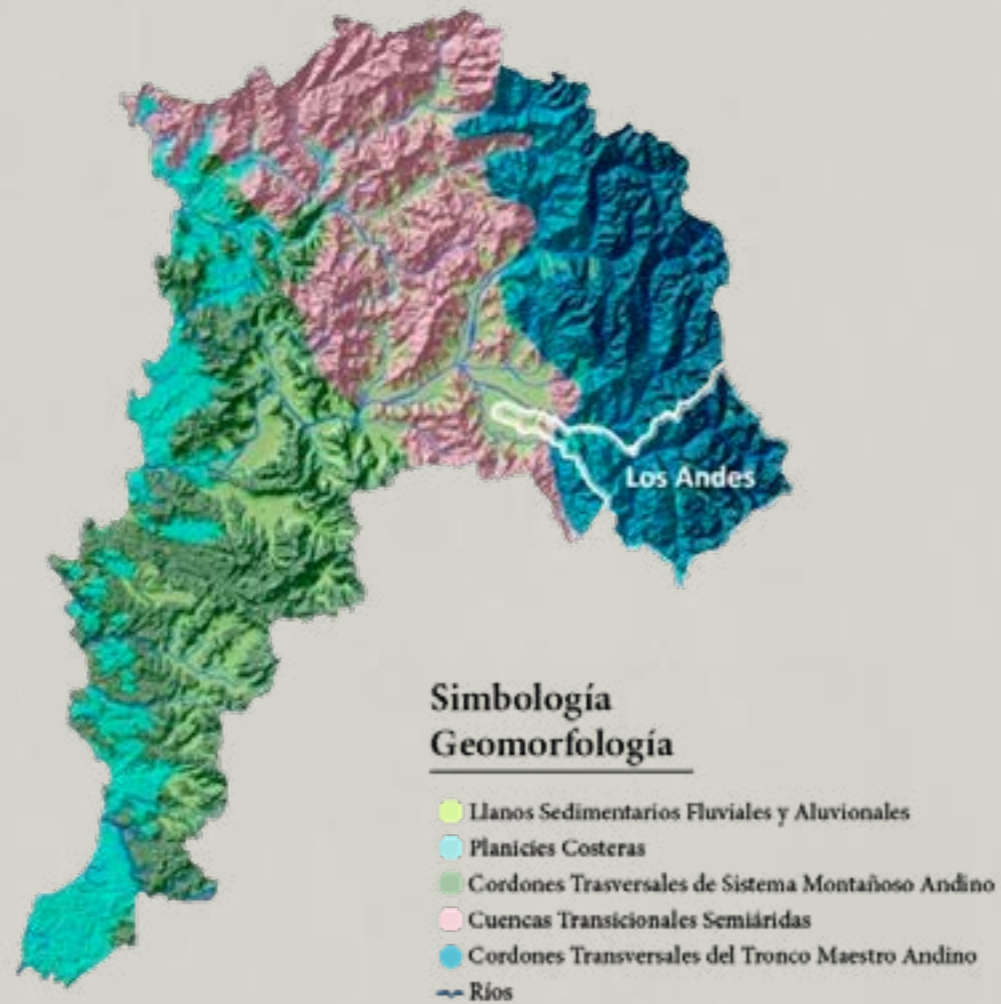 Los Andes
Simbología
Geomorfología
Llanos Sedimentarios Fluviales y Aluvionales
Planicies Costeras
Cordones Trasversales de Sistema Montañoso Andino
Cuencas Transicionales Semiáridas
Cordones Transversales del Tronco Maestro Andino
Ríos